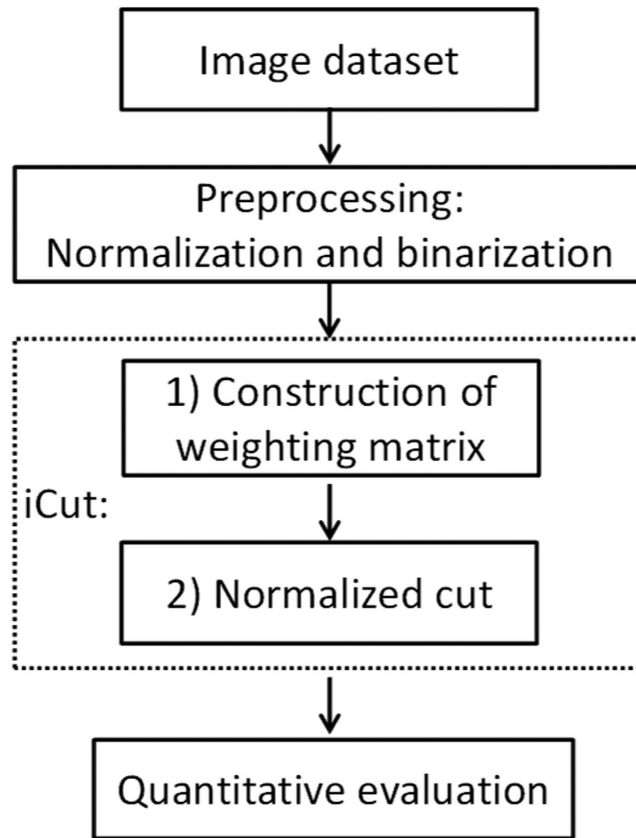 Image dataset
Preprocessing:
Normalization and binarization
1) Construction of
weighting matrix
iCut:
2) Normalized cut
Quantitative evaluation